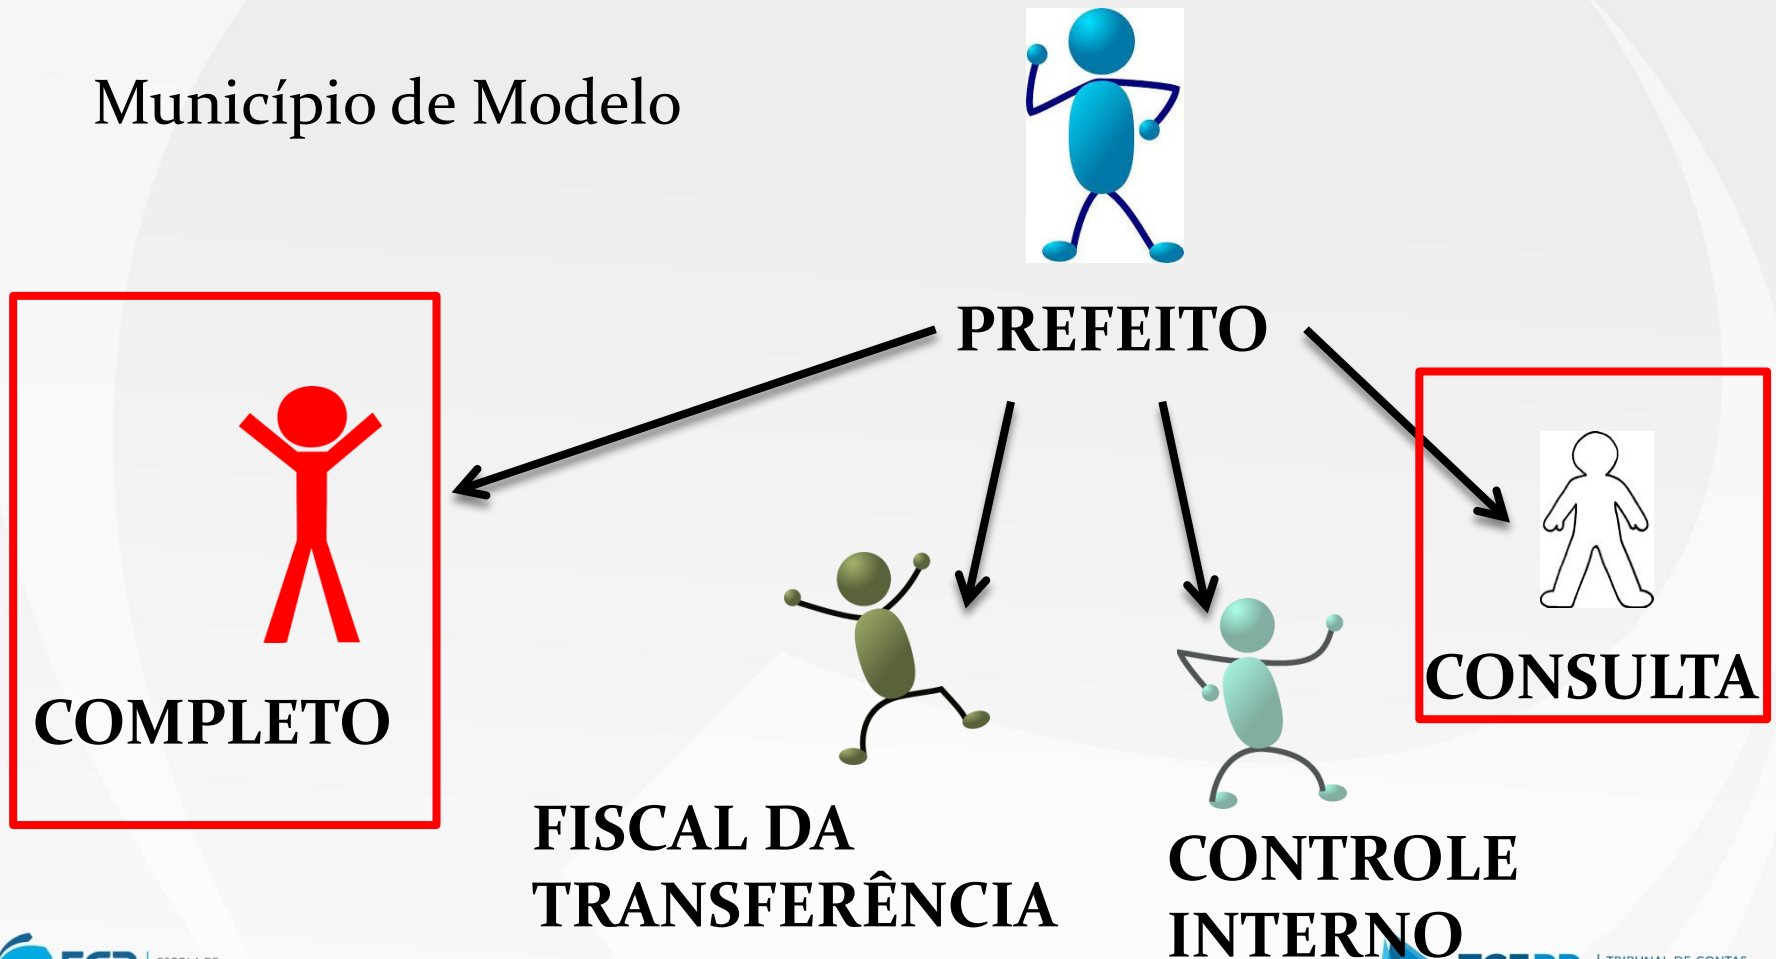 Município de Modelo
PREFEITO
COMPLETO
CONSULTA
FISCAL DA
TRANSFERÊNCIA
CONTROLE
INTERNO